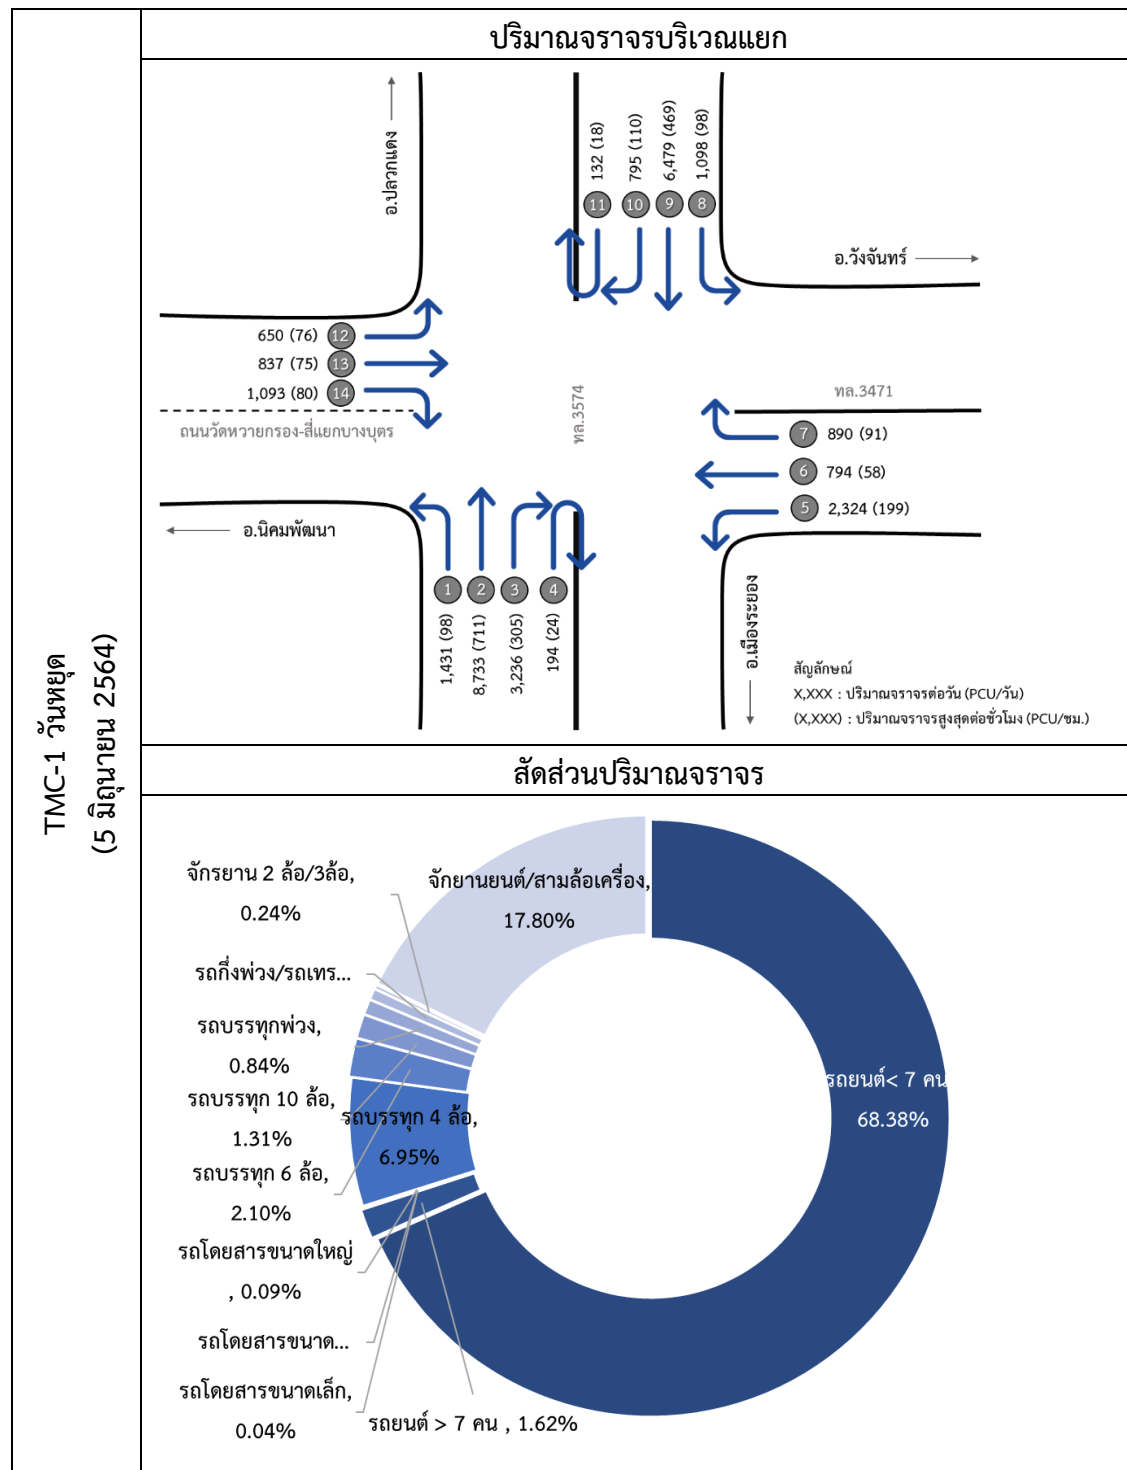 TMC-1 วันหยุด
(5 มิถุนายน 2564)
ปริมาณจราจรบริเวณแยก
อ.ปลวกแดง
132 (18)
795 (110)
6,479 (469)
1,098 (98)
11
10
9
8
อ.วังจันทร์
650 (76) 12
837 (75) 13
1,093 (80) 14
ถนนวัดหวายกรอง-สี่แยกบางบุตร
ทล.3574
ทล.3471
7 890 (91)
6 794 (58)
5 2,324 (199)
อ.นิคมพัฒนา
1
2
3
4
1,431 (98)
8,733 (711)
3,236 (305)
194 (24)
อ.เมืองระยอง
สัญลักษณ์
X,XXX : ปริมาณจราจรต่อวัน (PCU/วัน)
(X,XXX) : ปริมาณจราจรสูงสุดต่อชั่วโมง (PCU/ชม.)
สัดส่วนปริมาณจราจร
จักรยาน 2 ล้อ/3ล้อ,
0.24%
จักยานยนต์/สามล้อเครื่อง,
17.80%
รถกึ่งพ่วง/รถเทร...
รถบรรทุกพ่วง,
0.84%
รถบรรทุก 10 ล้อ,
1.31%
รถบรรทุก 4 ล้อ,
6.95%
รถยนต์< 7 คน
68.38%
รถบรรทุก 6 ล้อ,
2.10%
รถโดยสารขนาดใหญ่
, 0.09%
รถโดยสารขนาด...
รถโดยสารขนาดเล็ก,
0.04%
รถยนต์ > 7 คน , 1.62%